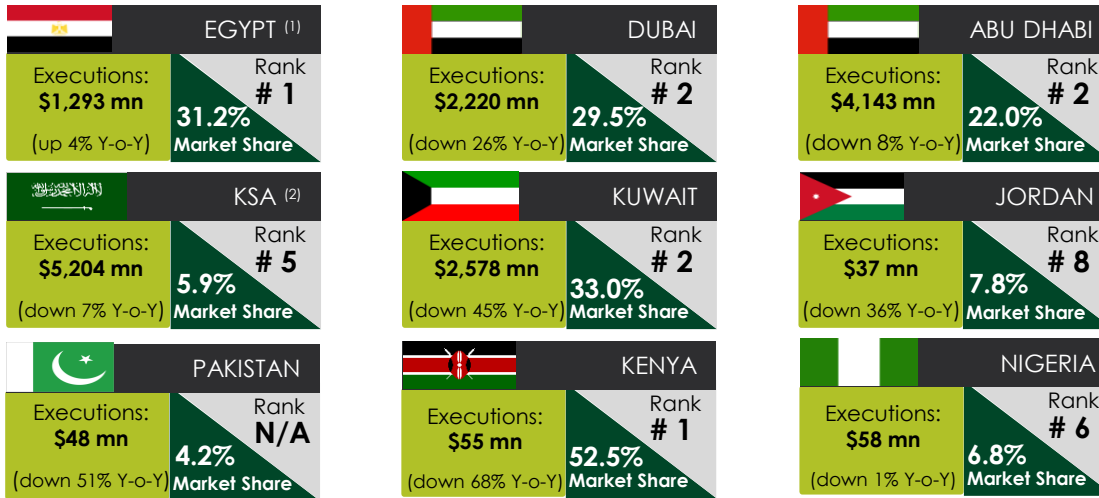 EGYPT (1)
Executions:
$1,293 mn
(up 4% Y-o-Y)
31.2%
Market Share
Rank
# 1
DUBAI
Executions:
$2,220 mn
(down 26% Y-o-Y)
29.5%
Market Share
Rank
# 2
ABU DHABI
Executions:
$4,143 mn
(down 8% Y-o-Y)
22.0%
Market Share
Rank
# 2
KSA (2)
Executions:
$5,204 mn
(down 7% Y-o-Y)
5.9%
Market Share
Rank
# 5
KUWAIT
Executions:
$2,578 mn
(down 45% Y-o-Y)
33.0%
Market Share
Rank
# 2
JORDAN
Executions:
$37 mn
(down 36% Y-o-Y)
7.8%
Market Share
Rank
# 8
PAKISTAN
Executions:
$48 mn
(down 51% Y-o-Y)
4.2%
Market Share
Rank
N/A
KENYA
Executions:
$55 mn
(down 68% Y-o-Y)
52.5%
Market Share
Rank
# 1
NIGERIA
Executions:
$58 mn
(down 1% Y-o-Y)
6.8%
Market Share
Rank
# 6